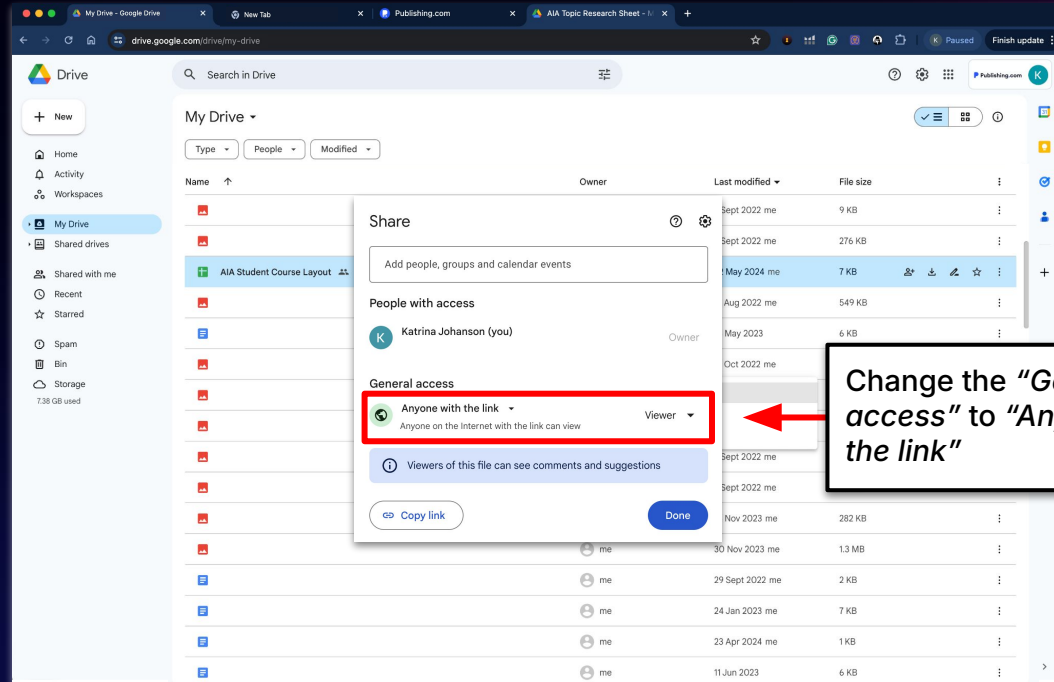 My Drive - Google Drive
New Tab
Publishing.com
AIA Topic Research Sheet -
drive.google.com/drive/my-drive
K Paused
Finish update
Drive
Search in Drive
Publishing.com
K
New
My Drive
Type
People
Modified
Home
Activity
Workspaces
My Drive
Shared drives
Shared with me
Recent
Starred
Spam
Bin
Storage
7.38 GB used
Name
Owner
Last modified
File size
Sept 2022 me 9 KB
Sept 2022 me 276 KB
AIA Student Course Layout
May 2024 me 7 KB
Aug 2022 me 549 KB
May 2023 6 KB
Oct 2022 me
Sept 2022 me
Sept 2022 me
Nov 2023 me 282 KB
me 30 Nov 2023 me 1.3 MB
me 29 Sept 2022 me 2 KB
me 24 Jan 2023 me 7 KB
me 23 Apr 2024 me 1 KB
me 11 Jun 2023 6 KB
Share
Add people, groups and calendar events
People with access
K
Katrina Johanson (you)
Owner
General access
Anyone with the link
Anyone on the Internet with the link can view
Viewer
Viewers of this file can see comments and suggestions
Copy link
Done
Change the “G
access” to “An
the link”